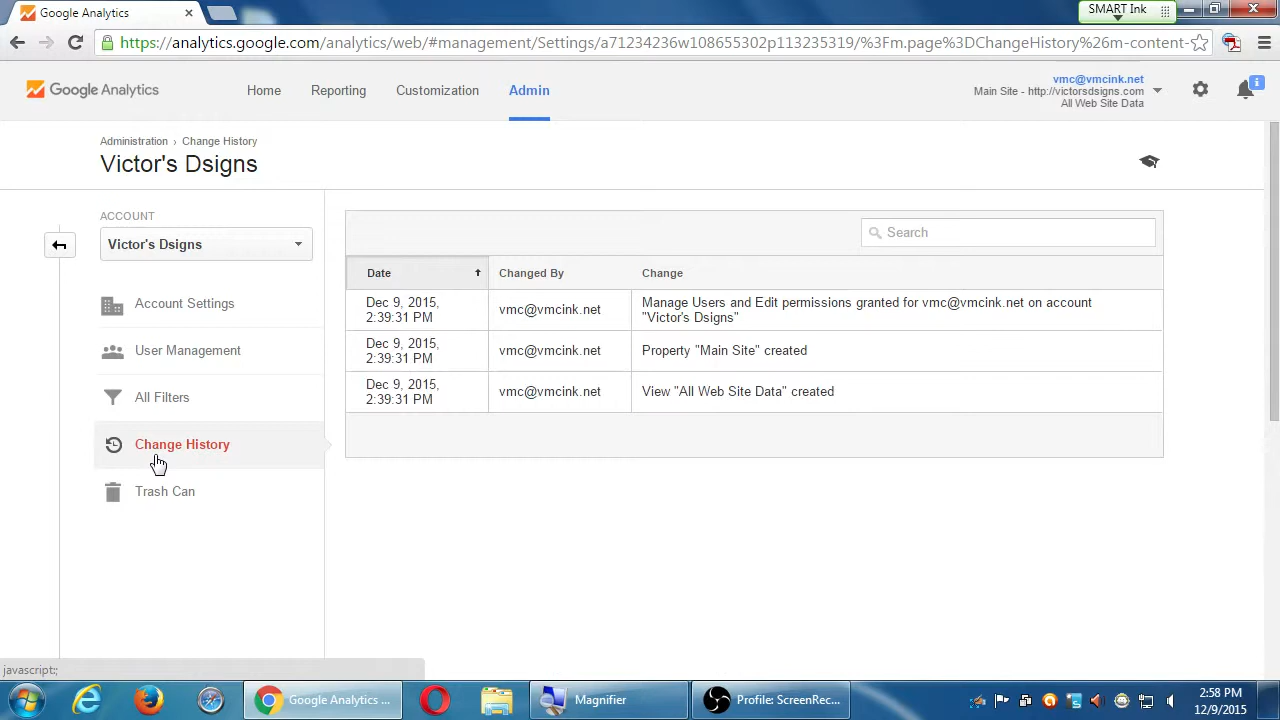 Google Analytics
SMART Ink
https://analytics.google.com/analytics/web/#management/Settings/a71234236w108655302p113235319/%3Fm.page%3DChangeHistory%26m-content-
Google Analytics
Home
Reporting
Customization
Admin
vmc@vmcink.net
Main Site - http://victorsdsigns.com
All Web Site Data
Administration › Change History
Victor's Dsigns
ACCOUNT
Victor's Dsigns
Account Settings
User Management
All Filters
Change History
Trash Can
Search
Date
Changed By
Change
Dec 9, 2015,
2:39:31 PM
vmc@vmcink.net
Manage Users and Edit permissions granted for vmc@vmcink.net on account
"Victor's Dsigns"
Dec 9, 2015,
2:39:31 PM
vmc@vmcink.net
Property "Main Site" created
Dec 9, 2015,
2:39:31 PM
vmc@vmcink.net
View "All Web Site Data" created
javascript:;
Google Analytics ...
Magnifier
Profile: ScreenRec...
2:58 PM
12/9/2015